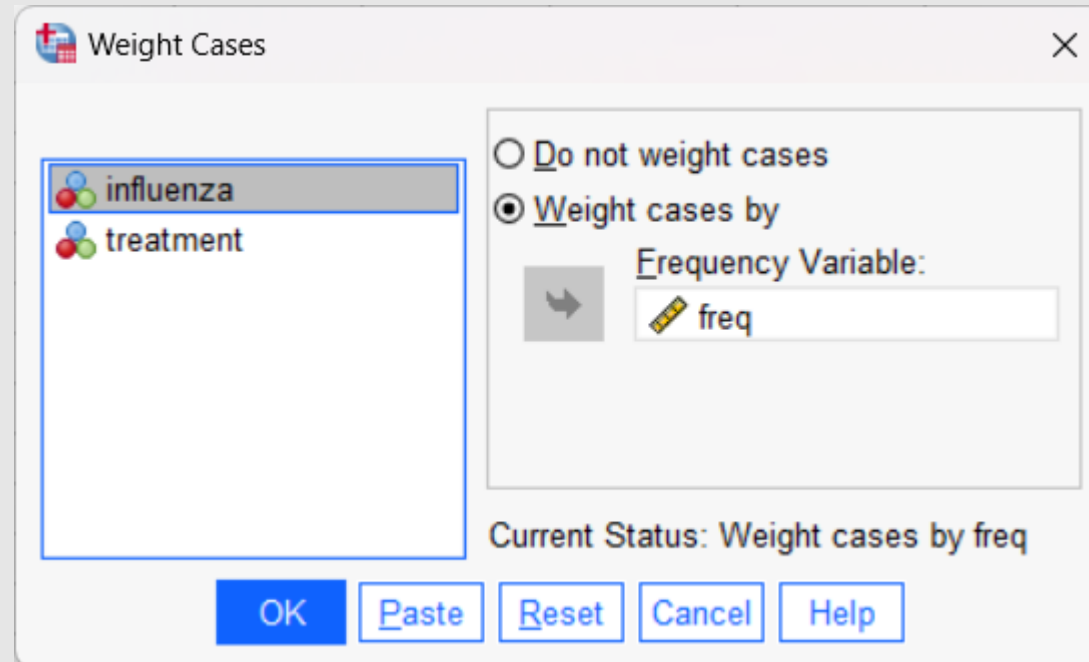 Weight Cases
influenza
treatment
Do not weight cases
Weight cases by
Frequency Variable:
freq
Current Status: Weight cases by freq
OK Paste Reset Cancel Help